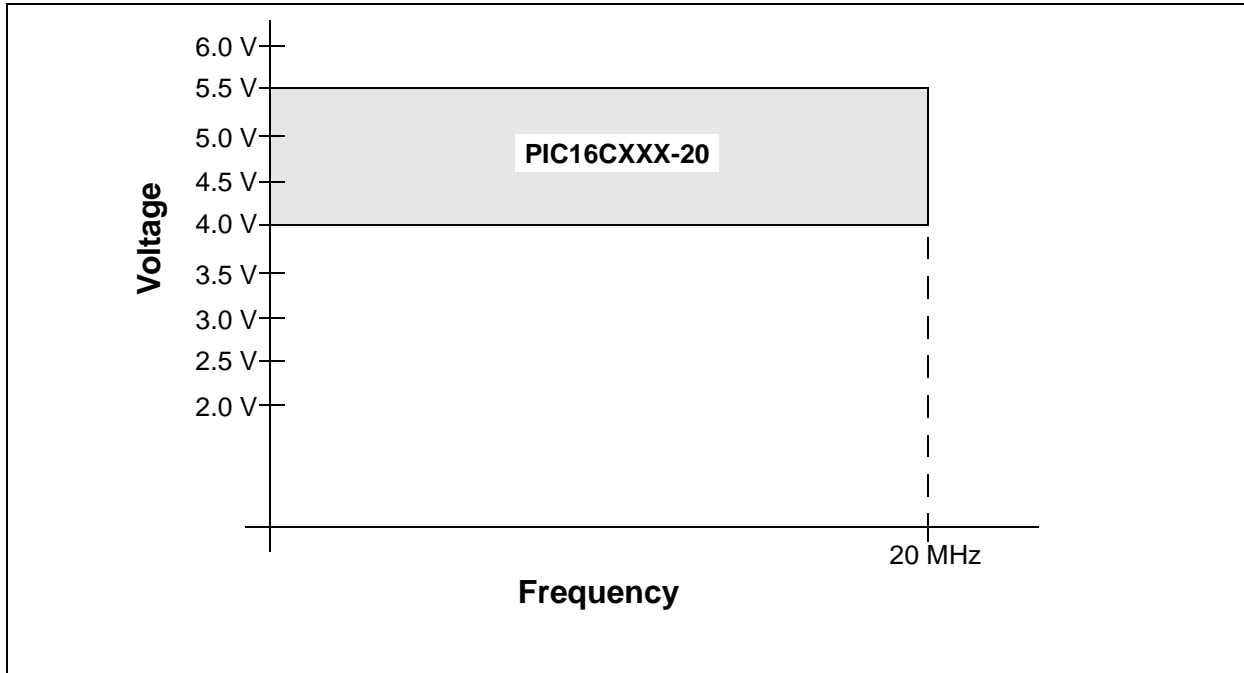 6.0 V
5.5 V
5.0 V
4.5 V
4.0 V
3.5 V
3.0 V
2.5 V
2.0 V
Voltage
PIC16CXXX-20
20 MHz
Frequency